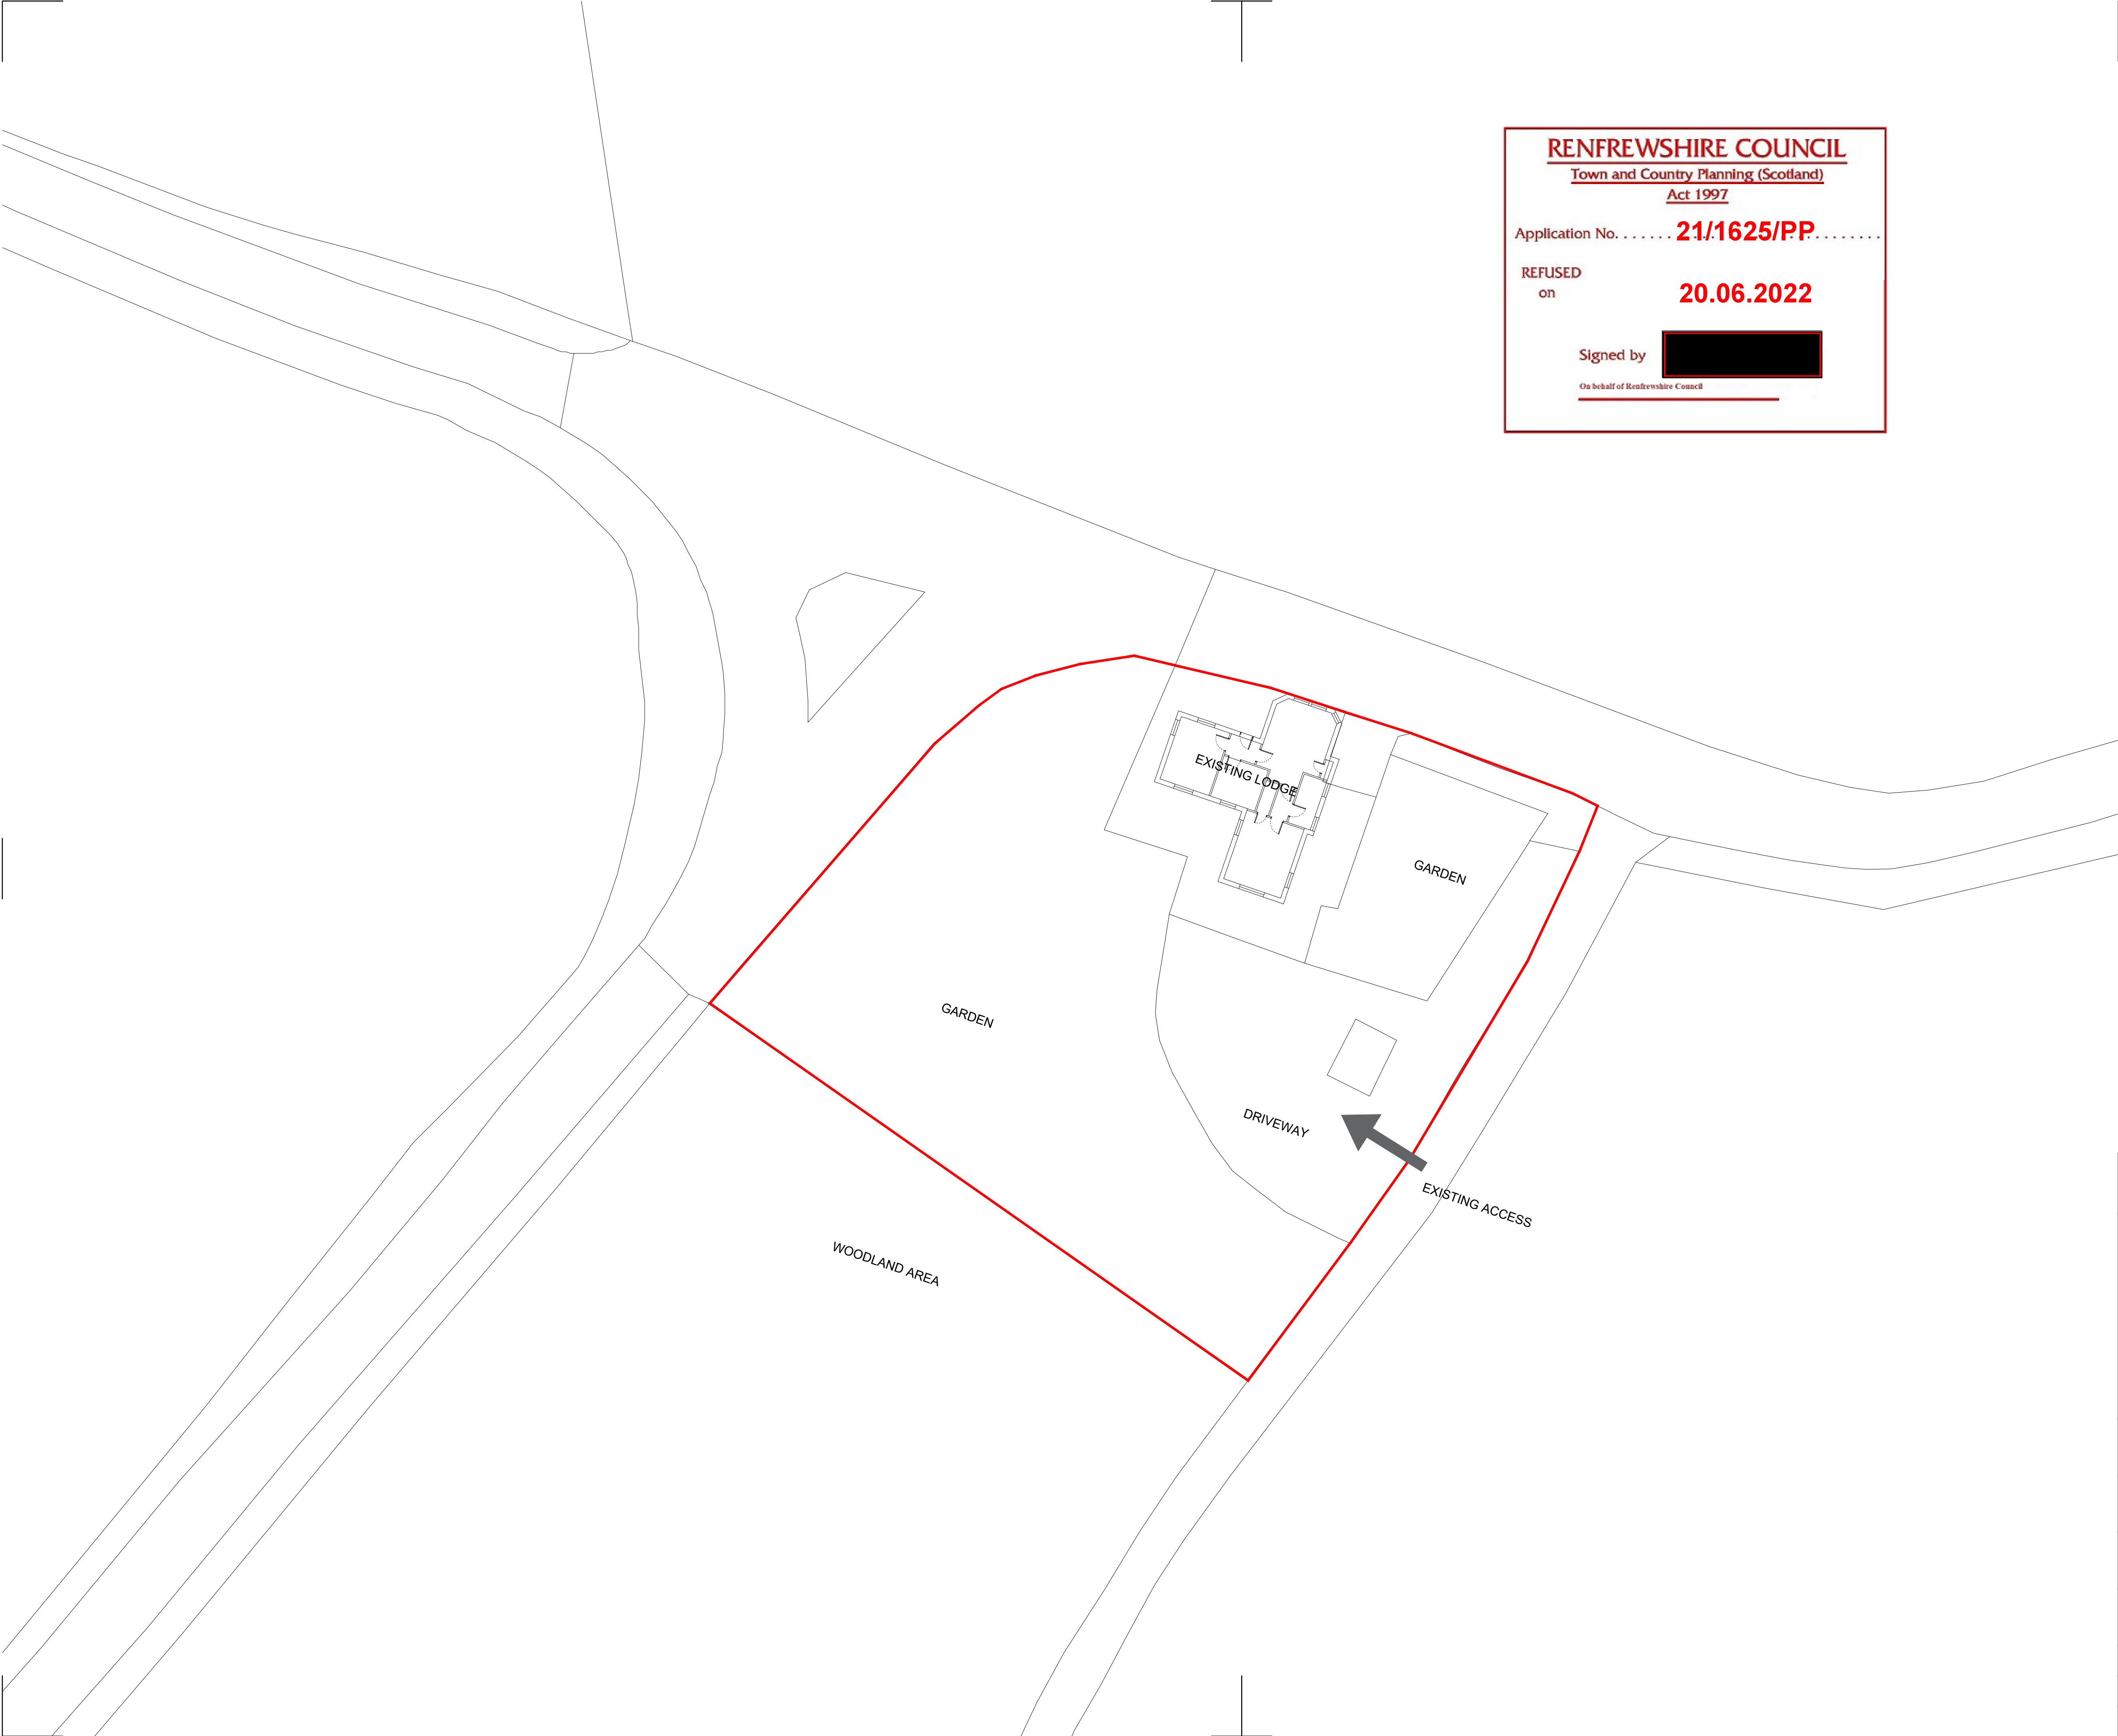 RENFREWSHIRE COUNCIL
Town and Country Planning (Scotland)
Act 1997
Application No. 21/1625/PP
REFUSED
on 20.06.2022
Signed by
On behalf of Renfrewshire Council
EXISTING LODGE
GARDEN
GARDEN
DRIVEWAY
EXISTING ACCESS
WOODLAND AREA